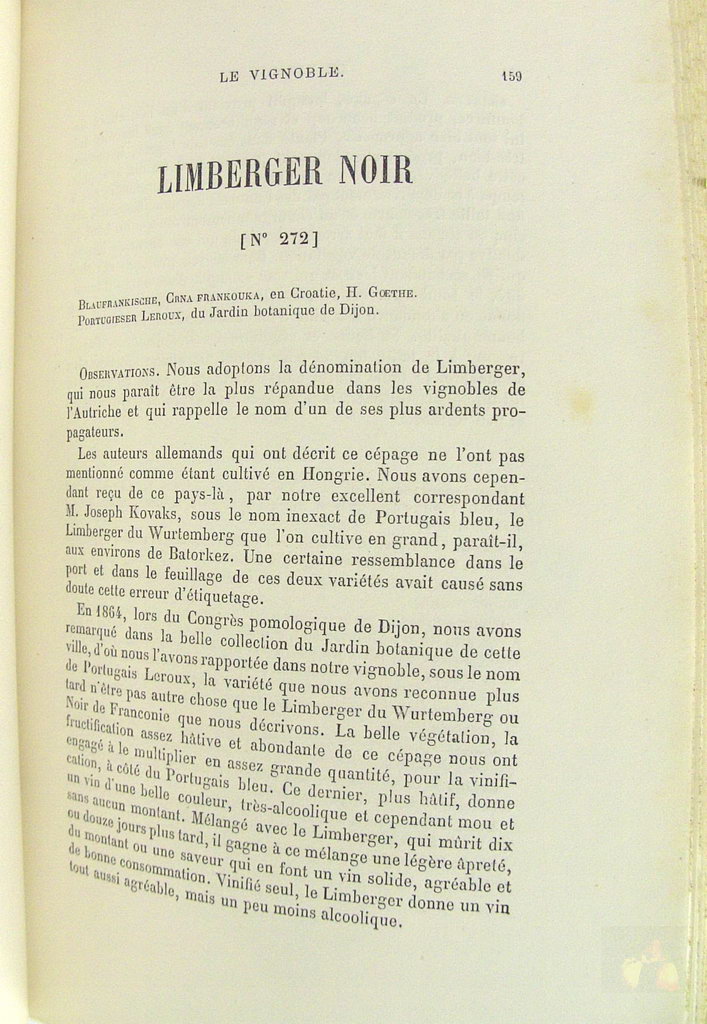 LE VIGNOBLE. 159
LIMBERGER NOIR
[N° 272]
BLAUFRANKISCHE, CRNA FRANKOUKA, en Croatie, H. GŒTHE.
PORTUGIESER LEROUX, du Jardin botanique de Dijon.
OBSERVATIONS. Nous adoptons la dénomination de Limberger,
qui nous paraît être la plus répandue dans les vignobles de
l'Autriche et qui rappelle le nom d'un de ses plus ardents pro-
pagateurs.
Les auteurs allemands qui ont décrit ce cépage ne l'ont pas
mentionné comme étant cultivé en Hongrie. Nous avons cepen-
dant reçu de ce pays-là, par notre excellent correspondant
M. Joseph Kovaks, sous le nom inexact de Portugais bleu, le
Limberger du Wurtemberg que l'on cultive en grand, paraît-il,
aux environs de Batorkez. Une certaine ressemblance dans le
port et dans le feuillage de ces deux variétés avait causé sans
doute cette erreur d'étiquetage.
En 1864, lors du Congrès pomologique de Dijon, nous avons
remarqué dans la belle collection du Jardin botanique de cette
ville, d'où nous l'avons rapportée dans notre vignoble, sous le nom
de Portugais Leroux, la variété que nous avons reconnue plus
tard n'être pas autre chose que le Limberger du Wurtemberg ou
Noir de Franconie que nous décrivons. La belle végétation, la
fructification assez hâtive et abondante de ce cépage nous ont
engagé à le multiplier en assez grande quantité, pour la vinifi-
cation, à côté du Portugais bleu. Ce dernier, plus hâtif, donne
un vin d'une belle couleur, très-alcoolique et cependant mou et
sans aucun montant. Mélangé avec le Limberger, qui mûrit dix
ou douze jours plus tard, il gagne à ce mélange une légère âpreté,
du montant ou une saveur qui en font un vin solide, agréable et
de bonne consommation. Vinifié seul, le Limberger donne un vin
tout aussi agréable, mais un peu moins alcoolique.